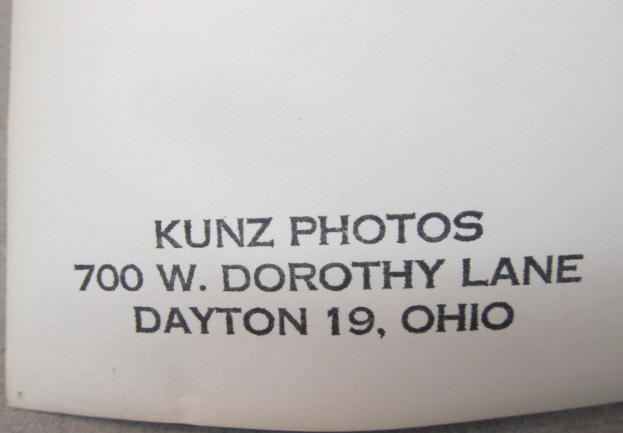 KUNZ PHOTOS
700 W. DOROTHY LANE
DAYTON 19, OHIO